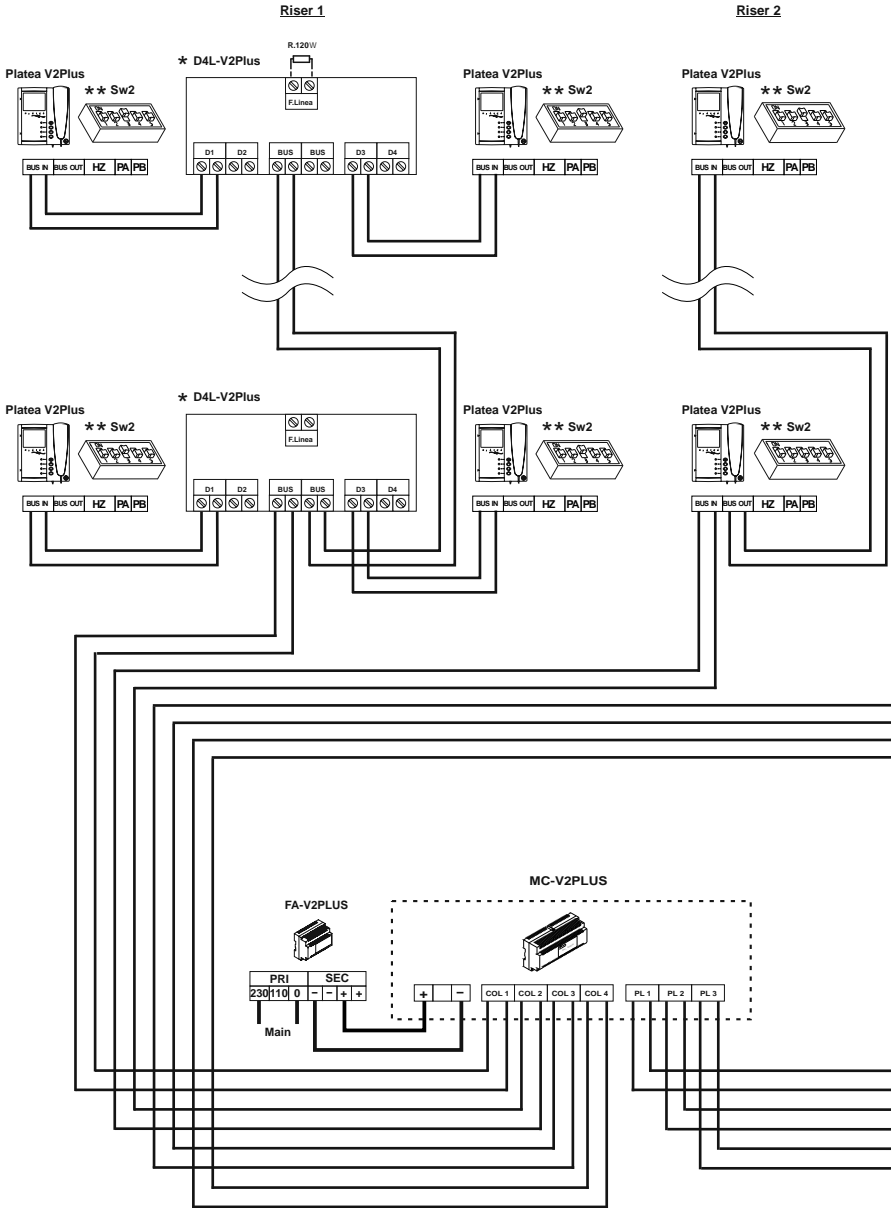 Riser 1
Riser 2
R.120W
* D4L-V2Plus
Platea V2Plus
** Sw2
F.Linea
Platea V2Plus
** Sw2
Platea V2Plus
** Sw2
D1 D2 BUS BUS D3 D4
BUS IN BUS OUT HZ PA PB
BUS IN BUS OUT HZ PA PB
BUS IN BUS OUT HZ PA PB
* D4L-V2Plus
Platea V2Plus
** Sw2
F.Linea
Platea V2Plus
** Sw2
Platea V2Plus
** Sw2
D1 D2 BUS BUS D3 D4
BUS IN BUS OUT HZ PA PB
BUS IN BUS OUT HZ PA PB
BUS IN BUS OUT HZ PA PB
MC-V2PLUS
FA-V2PLUS
PRI SEC
230 110 0 – – + +
+ –
COL 1 COL 2 COL 3 COL 4
PL 1 PL 2 PL 3
Main